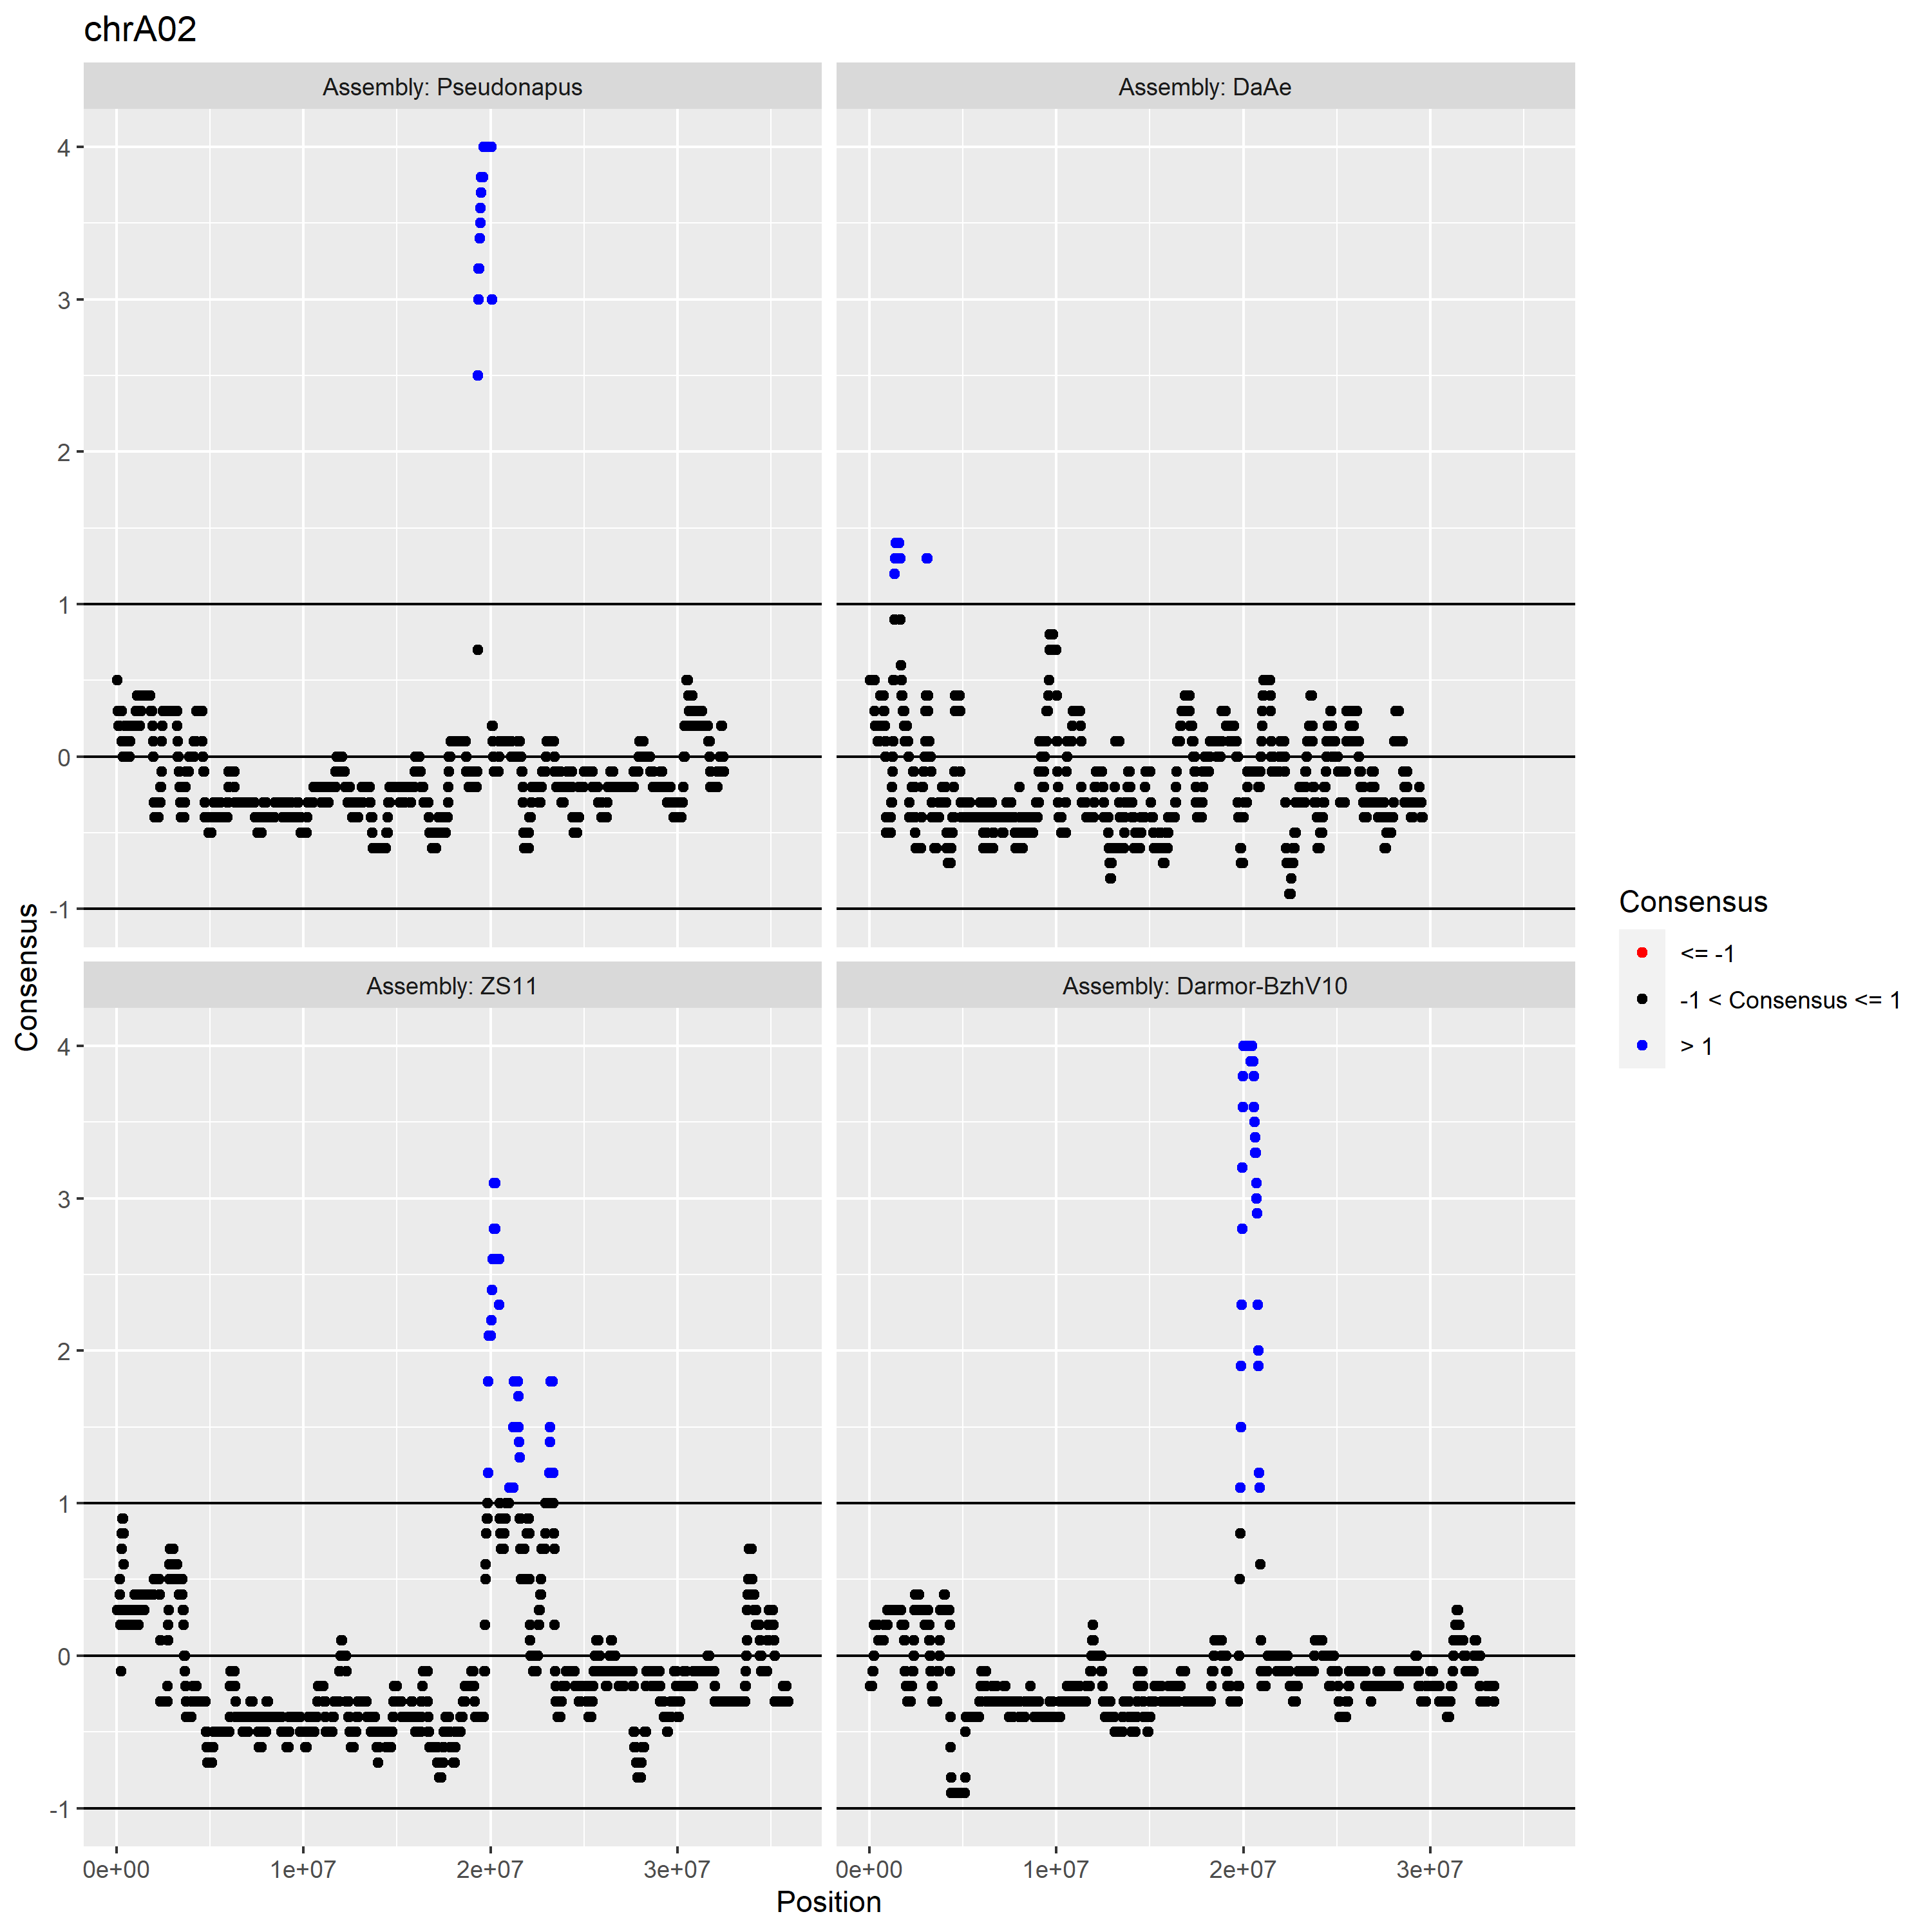 chrA02
Assembly: Pseudonapus
Assembly: DaAe
4
3
2
1
0
-1
Consensus
Assembly: ZS11
Assembly: Darmor-BzhV10
4
3
2
1
0
-1
0e+00
1e+07
2e+07
3e+07
0e+00
1e+07
2e+07
3e+07
Position
Consensus
<= -1
-1 < Consensus <= 1
> 1